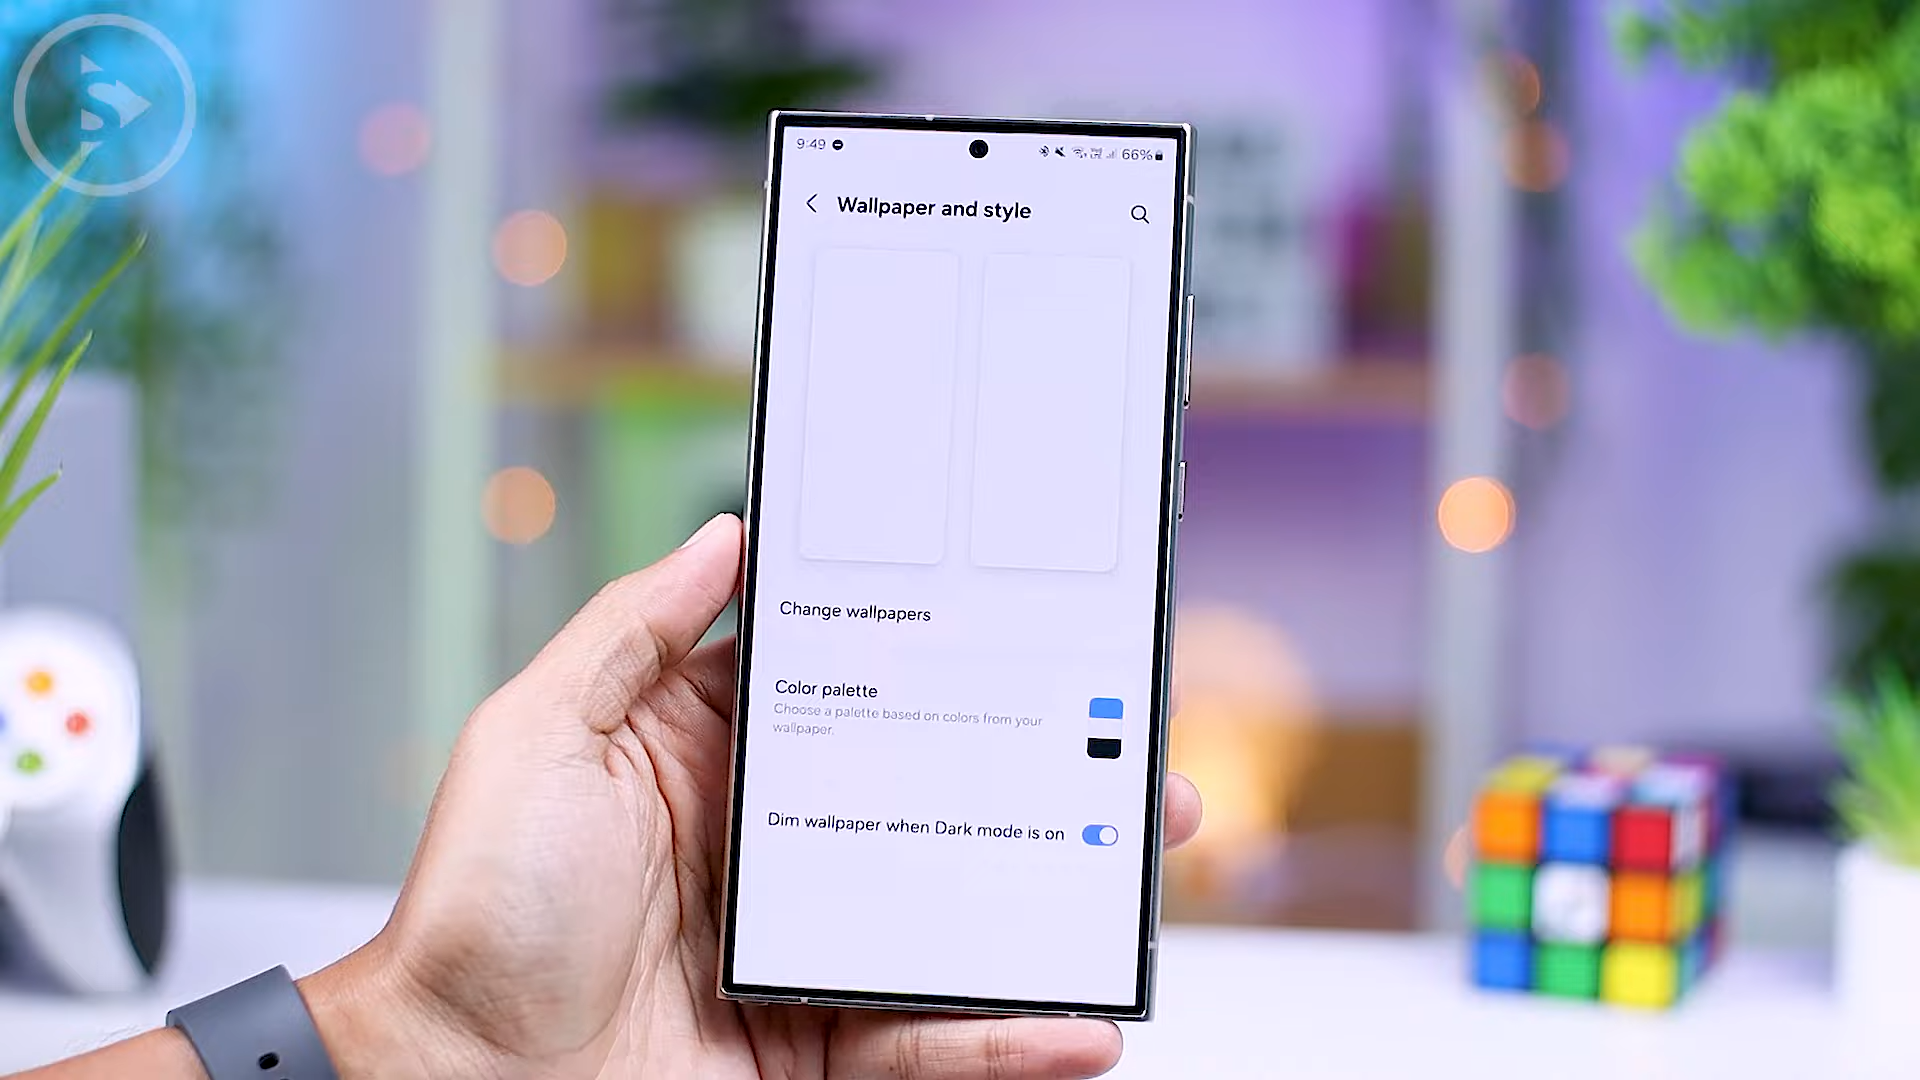 9:49
66%
Wallpaper and style
Change wallpapers
Color palette
Choose a palette based on colors from your
wallpaper.
Dim wallpaper when Dark mode is on